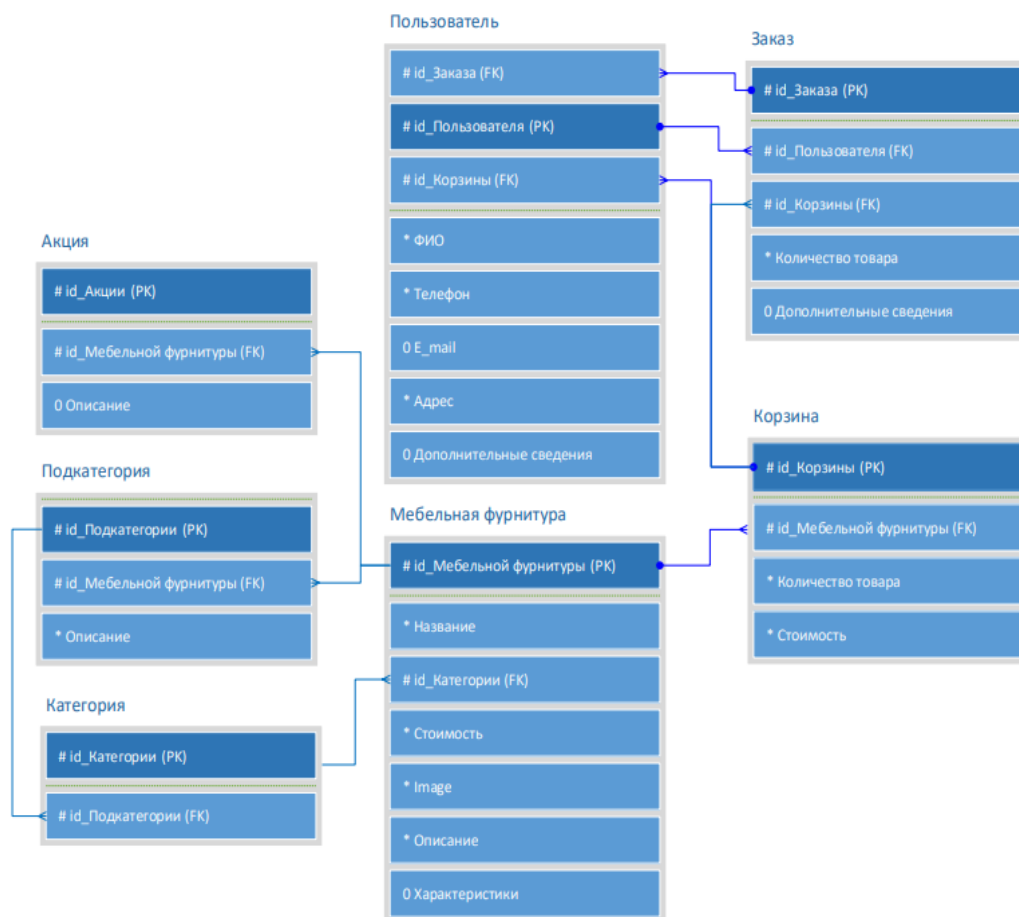 Пользователь
# id_Заказа (FK)
# id_Пользователя (PK)
# id_Корзины (FK)
* ФИО
* Телефон
0 E_mail
* Адрес
0 Дополнительные сведения
Заказ
# id_Заказа (PK)
# id_Пользователя (FK)
# id_Корзины (FK)
* Количество товара
0 Дополнительные сведения
Акция
# id_Акции (PK)
# id_Мебельной фурнитуры (FK)
0 Описание
Подкатегория
# id_Подкатегории (PK)
# id_Мебельной фурнитуры (FK)
* Описание
Категория
# id_Категории (PK)
# id_Подкатегории (FK)
Мебельная фурнитура
# id_Мебельной фурнитуры (PK)
* Название
# id_Категории (FK)
* Стоимость
* Image
* Описание
0 Характеристики
Корзина
# id_Корзины (PK)
# id_Мебельной фурнитуры (FK)
* Количество товара
* Стоимость